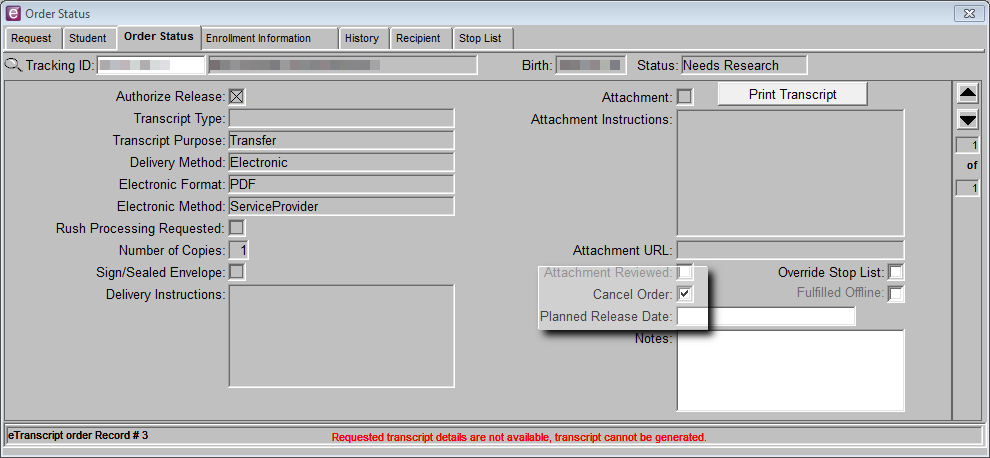 e Order Status
Request Student Order Status Enrollment Information History Recipient Stop List
Tracking ID: Birth: Status: Needs Research
Authorize Release: Attachment: Print Transcript
Transcript Type: Attachment Instructions:
Transcript Purpose: Transfer
Delivery Method: Electronic
Electronic Format: PDF
Electronic Method: ServiceProvider
Rush Processing Requested:
Number of Copies: 1 Attachment URL:
Sign/Sealed Envelope: Attachment Reviewed: Override Stop List:
Delivery Instructions: Cancel Order: Fulfilled Offline:
Planned Release Date:
Notes:
1
of
1
eTranscript order Record # 3 Requested transcript details are not available, transcript cannot be generated.